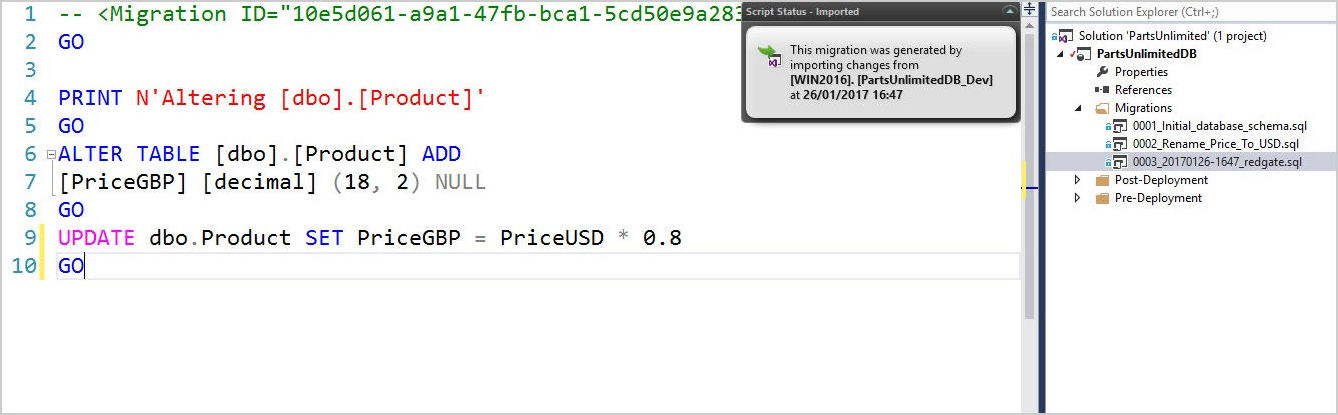 1 -- <Migration ID="10e5d061-a9a1-47fb-bca1-5cd50e9a283
2 GO
3
4 PRINT N'Altering [dbo].[Product]'
5 GO
6 ALTER TABLE [dbo].[Product] ADD
7 [PriceGBP] [decimal] (18, 2) NULL
8 GO
9 UPDATE dbo.Product SET PriceGBP = PriceUSD * 0.8
10 GO
Script Status - Imported
This migration was generated by
importing changes from
[WIN2016]. [PartsUnlimitedDB_Dev]
at 26/01/2017 16:47
Search Solution Explorer (Ctrl+;)
Solution 'PartsUnlimited' (1 project)
PartsUnlimitedDB
Properties
References
Migrations
0001_Initial_database_schema.sql
0002_Rename_Price_To_USD.sql
0003_20170126-1647_redgate.sql
Post-Deployment
Pre-Deployment